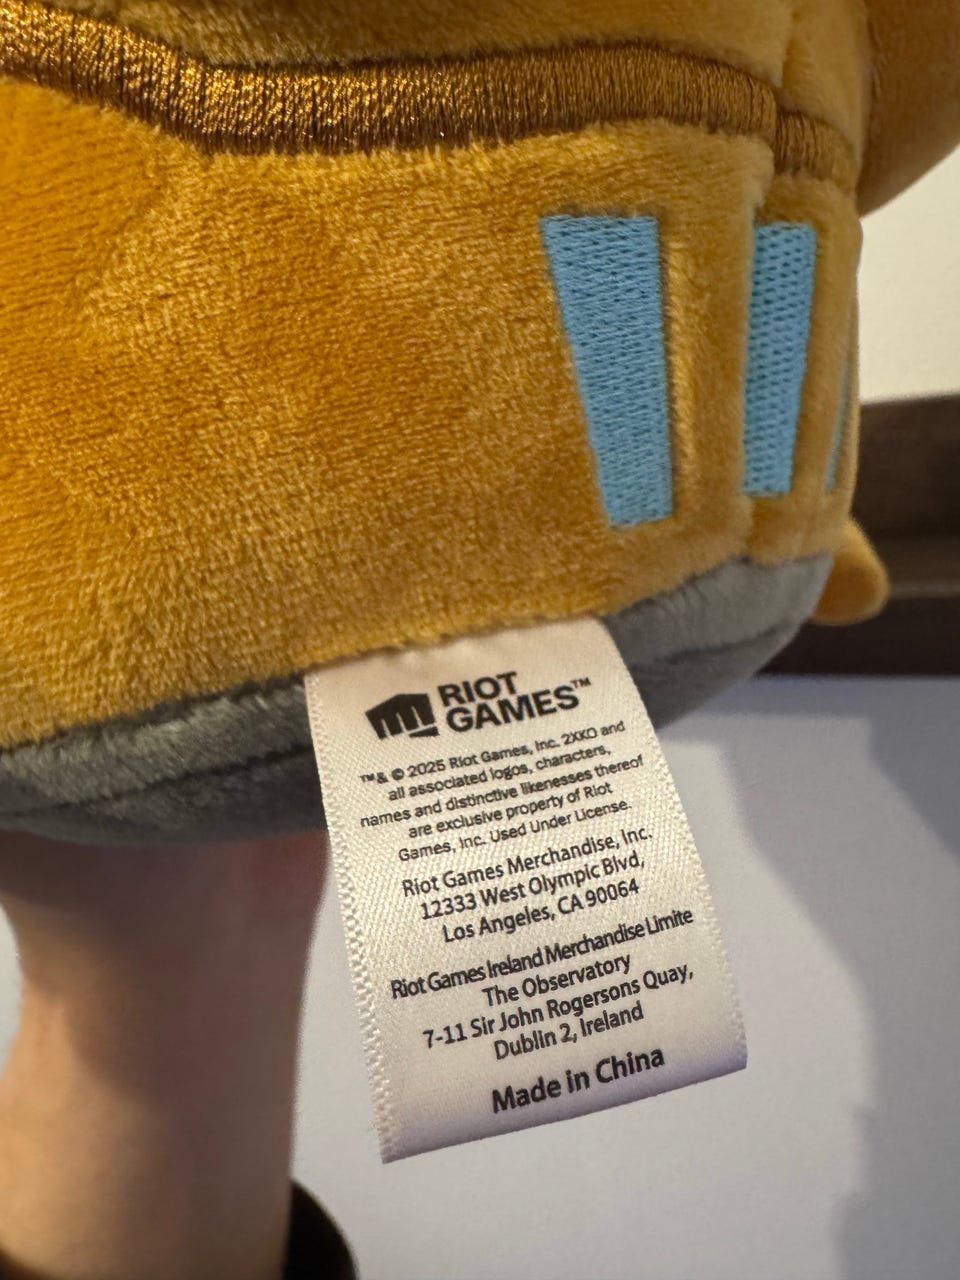 RIOT
GAMES™
™& © 2025 Riot Games, Inc. 2XKO and
all associated logos, characters,
names and distinctive likenesses thereof
are exclusive property of Riot
Games, Inc. Used Under License.
Riot Games Merchandise, Inc.
12333 West Olympic Blvd,
Los Angeles, CA 90064
Riot Games Ireland Merchandise Limite
The Observatory
7-11 Sir John Rogersons Quay,
Dublin 2, Ireland
Made in China